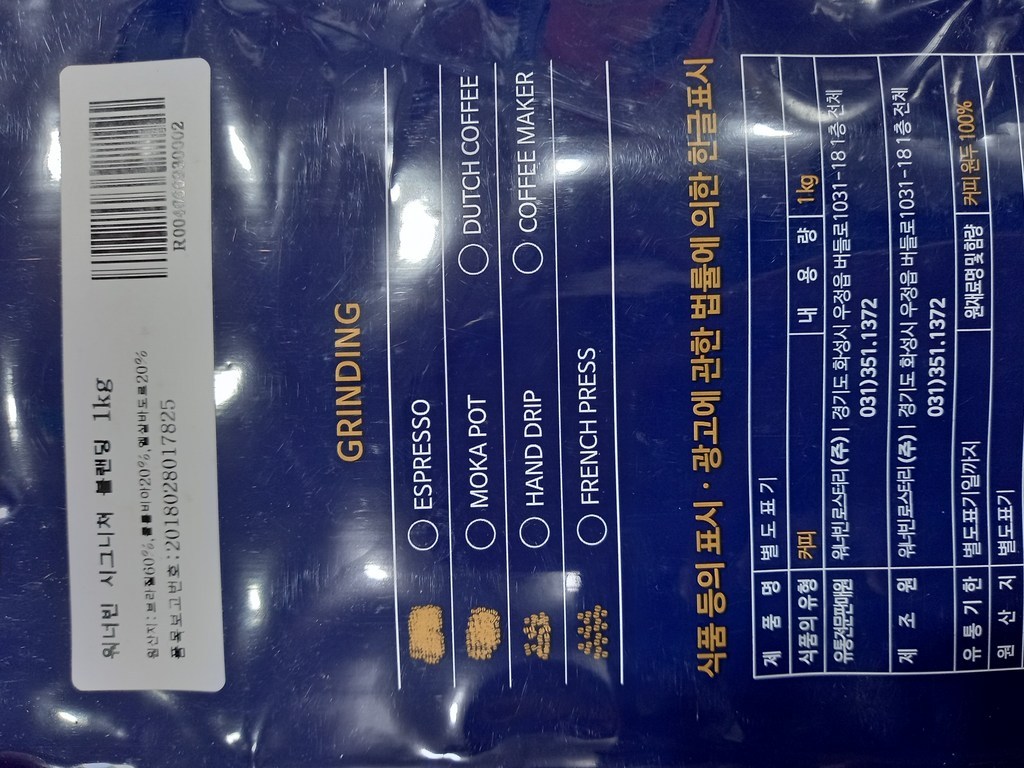 워너빈 시그니처 블랜딩 1kg
원산지: 브라질60%,콜롬비아20%,엘살바도르20%
품목보고번호:2018028017825
GRINDING
ESPRESSO
MOKA POT
DUTCH COFFEE
HAND DRIP
COFFEE MAKER
FRENCH PRESS
식품 등의 표시 · 광고에 관한 법률에 의한 한글표시
제 품 명 별도표기
식품의 유형 커피 내 용 량 1kg
유통전문판매원 워너빈로스터리(주) | 경기도 화성시 우정읍 버들로1031-18 1층 전체
031)351.1372
제 조 원 워너빈로스터리(주) | 경기도 화성시 우정읍 버들로1031-18 1층 전체
031)351.1372
유 통 기 한 별도표기일까지 원재료명및함량 커피 원두 100%
원 산 지 별도표기